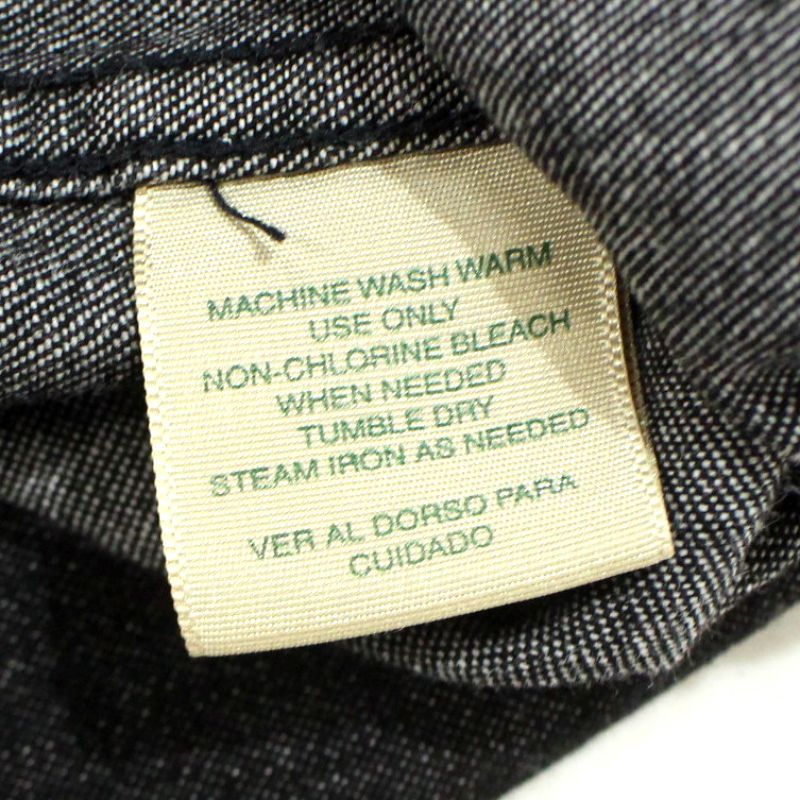 MACHINE WASH WARM
USE ONLY
NON-CHLORINE BLEACH
WHEN NEEDED
TUMBLE DRY
STEAM IRON AS NEEDED
VER AL DORSO PARA
CUIDADO